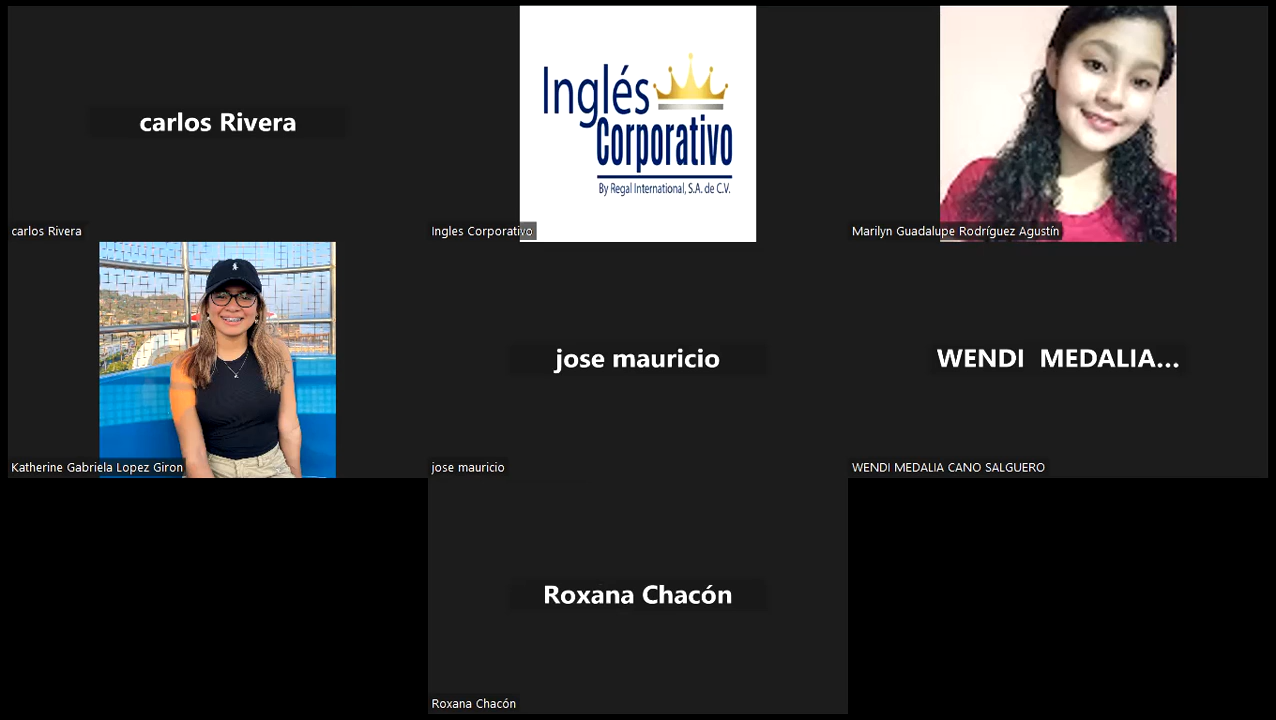 carlos Rivera
carlos Rivera
Inglés
Corporativo
By Regal International, S.A. de C.V.
Ingles Corporativo
Marilyn Guadalupe Rodríguez Agustín
Katherine Gabriela Lopez Giron
jose mauricio
jose mauricio
WENDI MEDALIA...
WENDI MEDALIA CANO SALGUERO
Roxana Chacón
Roxana Chacón